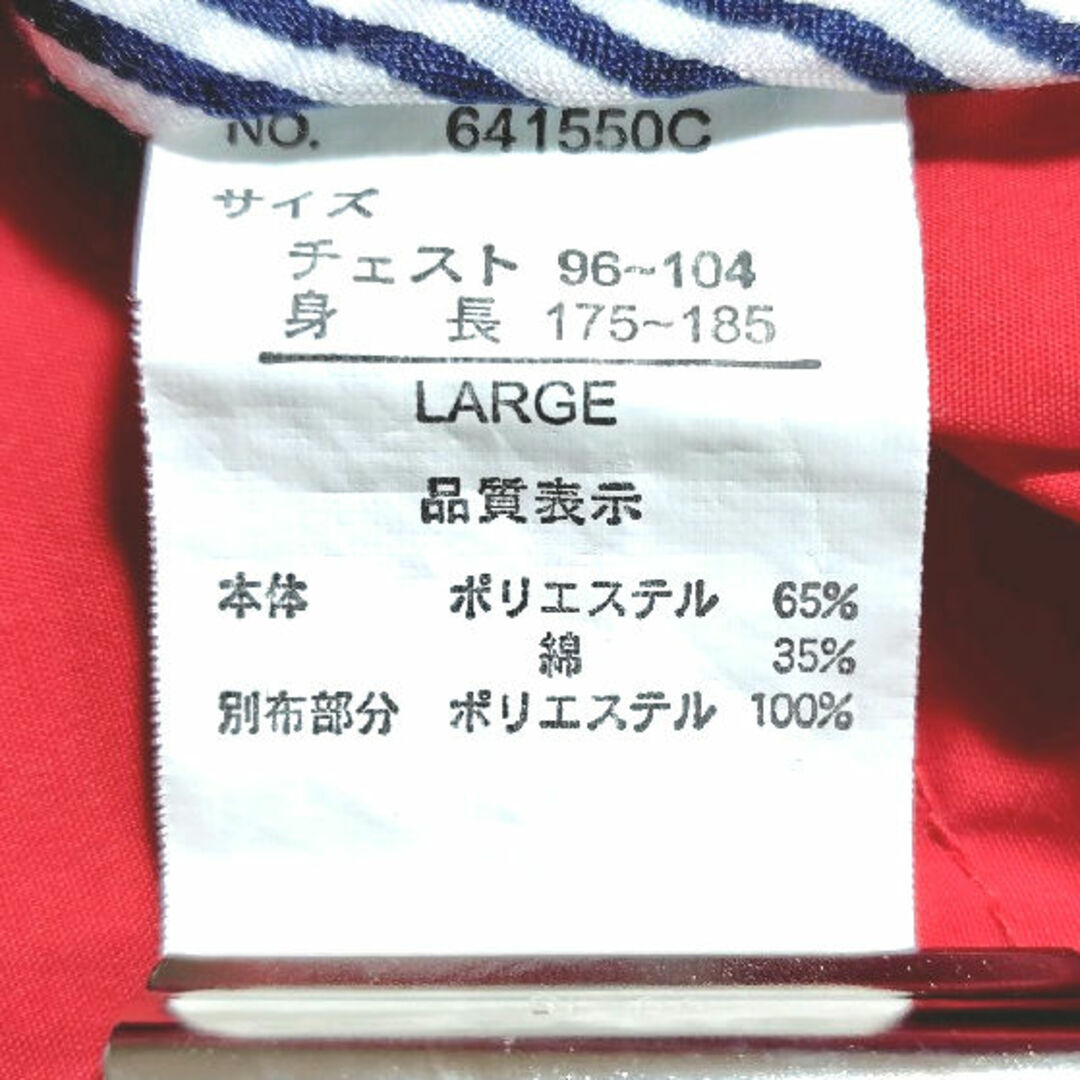 NO. 641550C
サイズ
チェスト 96~104
身 長 175~185
LARGE
品質表示
本体 ポリエステル 65%
綿 35%
別布部分 ポリエステル 100%